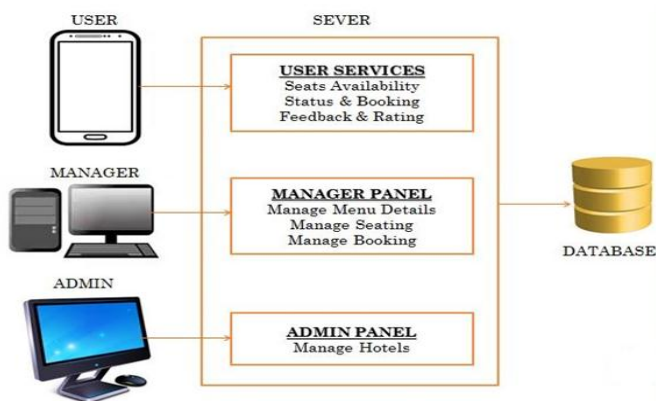 USER
SEVER
USER SERVICES
Seats Availability
Status & Booking
Feedback & Rating
MANAGER
MANAGER PANEL
Manage Menu Details
Manage Seating
Manage Booking
DATABASE
ADMIN
ADMIN PANEL
Manage Hotels